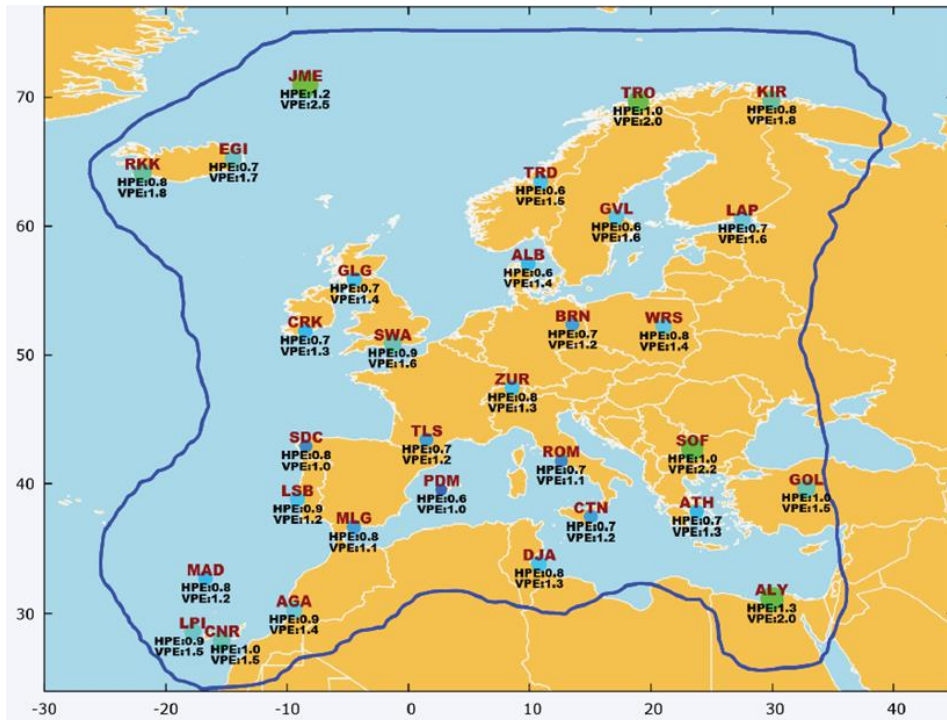 JME
HPE:1.2
VPE:2.5
TRO
HPE:1.0
VPE:2.0
KIR
HPE:0.8
VPE:1.8
70
EGI
HPE:0.7
VPE:1.7
RKK
HPE:0.8
VPE:1.8
TRD
HPE:0.6
VPE:1.5
GVL
HPE:0.6
VPE:1.6
LAP
HPE:0.7
VPE:1.6
60
ALB
HPE:0.6
VPE:1.4
GLG
HPE:0.7
VPE:1.4
CRK
HPE:0.7
VPE:1.3
SWA
HPE:0.9
VPE:1.6
BRN
HPE:0.7
VPE:1.2
WRS
HPE:0.8
VPE:1.4
50
ZUR
HPE:0.8
VPE:1.3
SDC
HPE:0.8
VPE:1.0
TLS
HPE:0.7
VPE:1.2
ROM
HPE:0.7
VPE:1.1
SOF
HPE:1.0
VPE:2.2
40
LSB
HPE:0.9
VPE:1.2
PDM
HPE:0.6
VPE:1.0
GOL
HPE:1.0
VPE:1.5
MLG
HPE:0.8
VPE:1.1
CTN
HPE:0.7
VPE:1.2
ATH
HPE:0.7
VPE:1.3
MAD
HPE:0.8
VPE:1.2
DJA
HPE:0.8
VPE:1.3
30
AGA
HPE:0.9
VPE:1.4
ALY
HPE:1.3
VPE:2.0
LPI
HPE:0.9
VPE:1.5
CNR
HPE:1.0
VPE:1.5
-30 -20 -10 0 10 20 30 40